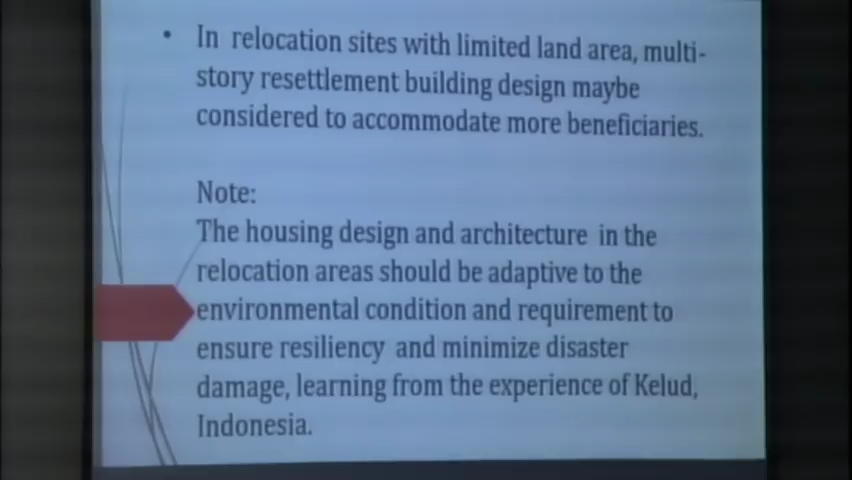 • In relocation sites with limited land area, multi-
story resettlement building design maybe
considered to accommodate more beneficiaries.
Note:
The housing design and architecture in the
relocation areas should be adaptive to the
environmental condition and requirement to
ensure resiliency and minimize disaster
damage, learning from the experience of Kelud,
Indonesia.